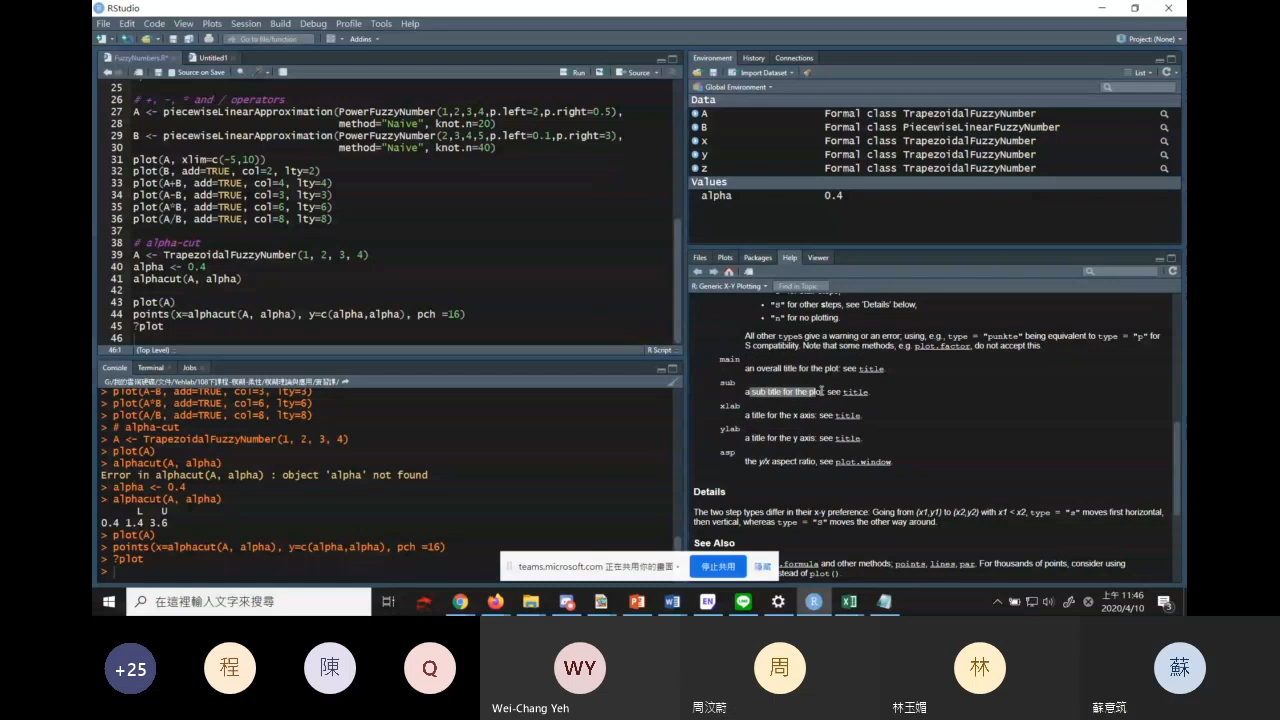 RStudio
File Edit Code View Plots Session Build Debug Profile Tools Help
Go to file/function Addins Project: (None)
FuzzyNumbers.R* Untitled1
Source on Save Run Source
25
26 # +, -, * and / operators
27 A <- piecewiseLinearApproximation(PowerFuzzyNumber(1,2,3,4,p.left=2,p.right=0.5),
28 method="Naive", knot.n=20)
29 B <- piecewiseLinearApproximation(PowerFuzzyNumber(2,3,4,5,p.left=0.1,p.right=3),
30 method="Naive", knot.n=40)
31 plot(A, xlim=c(-5,10))
32 plot(B, add=TRUE, col=2, lty=2)
33 plot(A+B, add=TRUE, col=4, lty=4)
34 plot(A-B, add=TRUE, col=3, lty=3)
35 plot(A*B, add=TRUE, col=6, lty=6)
36 plot(A/B, add=TRUE, col=8, lty=8)
37
38 # alpha-cut
39 A <- TrapezoidalFuzzyNumber(1, 2, 3, 4)
40 alpha <- 0.4
41 alphacut(A, alpha)
42
43 plot(A)
44 points(x=alphacut(A, alpha), y=c(alpha,alpha), pch =16)
45 ?plot
46
46:1 (Top Level) R Script
Console Terminal Jobs
> plot(A-B, add=TRUE, col=3, lty=3)
> plot(A*B, add=TRUE, col=6, lty=6)
> plot(A/B, add=TRUE, col=8, lty=8)
> # alpha-cut
> A <- TrapezoidalFuzzyNumber(1, 2, 3, 4)
> plot(A)
> alphacut(A, alpha)
Error in alphacut(A, alpha) : object 'alpha' not found
> alpha <- 0.4
> alphacut(A, alpha)
L U
0.4 1.4 3.6
> plot(A)
> points(x=alphacut(A, alpha), y=c(alpha,alpha), pch =16)
> ?plot
>
Environment History Connections
Import Dataset List
Global Environment
Data
A Formal class TrapezoidalFuzzyNumber
B Formal class PiecewiseLinearFuzzyNumber
x Formal class TrapezoidalFuzzyNumber
y Formal class TrapezoidalFuzzyNumber
z Formal class TrapezoidalFuzzyNumber
Values
alpha 0.4
Files Plots Packages Help Viewer
R: Generic X-Y Plotting Find in Topic
• "S" for other steps, see 'Details' below,
• "n" for no plotting.
All other types give a warning or an error; using, e.g., type = "punkte" being equivalent to type = "p" for
S compatibility. Note that some methods, e.g. plot.factor, do not accept this.
main
an overall title for the plot: see title.
sub
a sub title for the plot: see title.
xlab
a title for the x axis: see title.
ylab
a title for the y axis: see title.
asp
the y/x aspect ratio, see plot.window.
Details
The two step types differ in their x-y preference: Going from (x1,y1) to (x2,y2) with x1 < x2, type = "s" moves first horizontal,
then vertical, whereas type = "S" moves the other way around.
See Also
.formula and other methods; points, lines, par. For thousands of points, consider using
stead of plot().
teams.microsoft.com 正在共用你的畫面。 停止共用 隱藏
在這裡輸入文字來搜尋
EN
上午 11:46
2020/4/10
3
+25 程 陳 Q WY 周 林 蘇
Wei-Chang Yeh 周汶蔚 林玉媚 蘇意筑